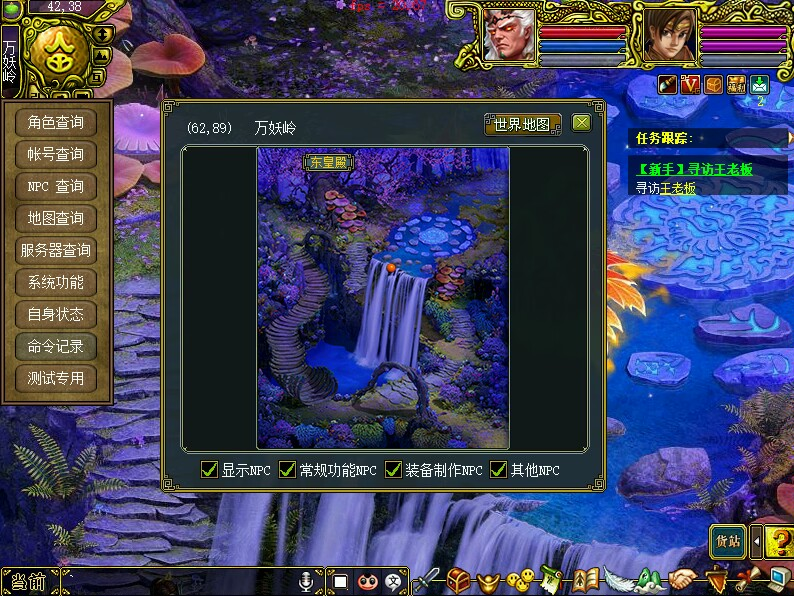 42,38
万妖岭
角色查询
帐号查询
NPC 查询
地图查询
服务器查询
系统功能
自身状态
命令记录
测试专用
(62,89) 万妖岭
世界地图
东皇殿
显示NPC 常规功能NPC 装备制作NPC 其他NPC
2
任务跟踪:
【新手】寻访王老板
寻访王老板
货站
当前